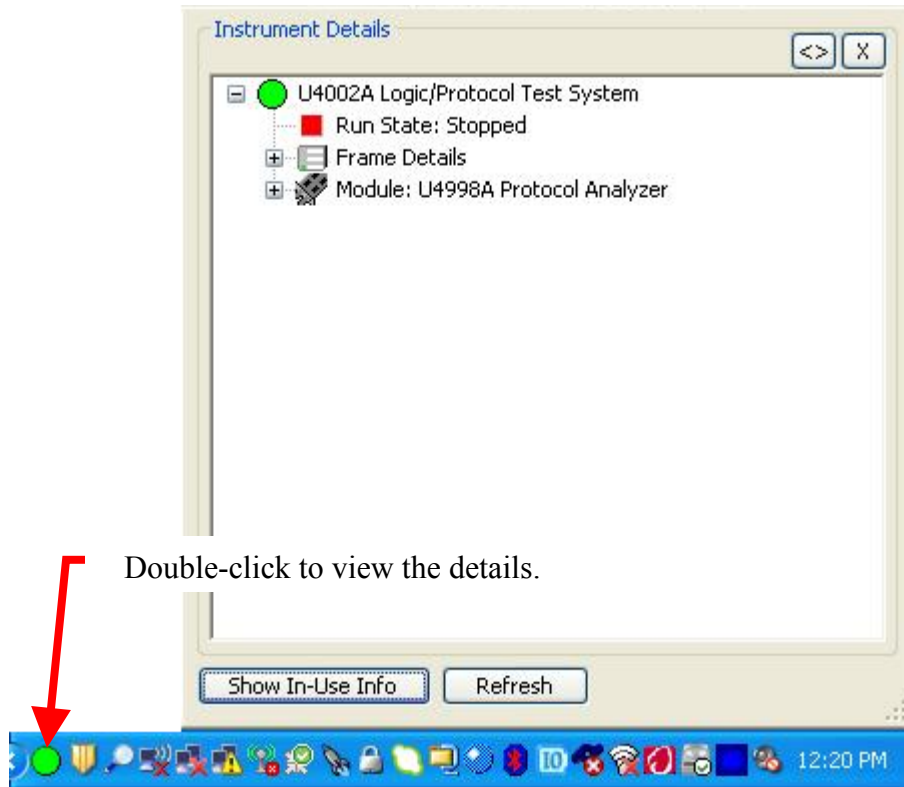 Instrument Details
<> X
U4002A Logic/Protocol Test System
Run State: Stopped
Frame Details
Module: U4998A Protocol Analyzer
Double-click to view the details.
Show In-Use Info Refresh
IO 12:20 PM